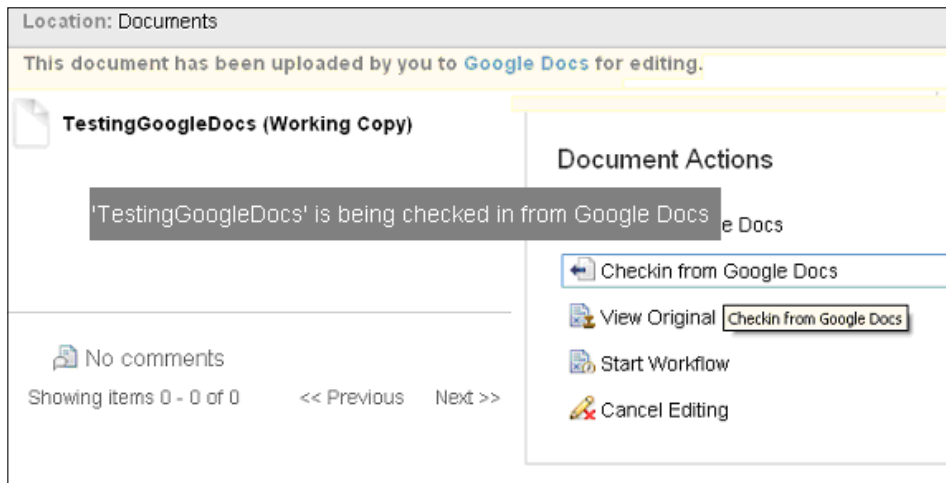 Location: Documents
This document has been uploaded by you to Google Docs for editing.
TestingGoogleDocs (Working Copy)
'TestingGoogleDocs' is being checked in from Google Docs
No comments
Showing items 0 - 0 of 0 << Previous Next >>
Document Actions
e Docs
Checkin from Google Docs
View Original
Checkin from Google Docs
Start Workflow
Cancel Editing